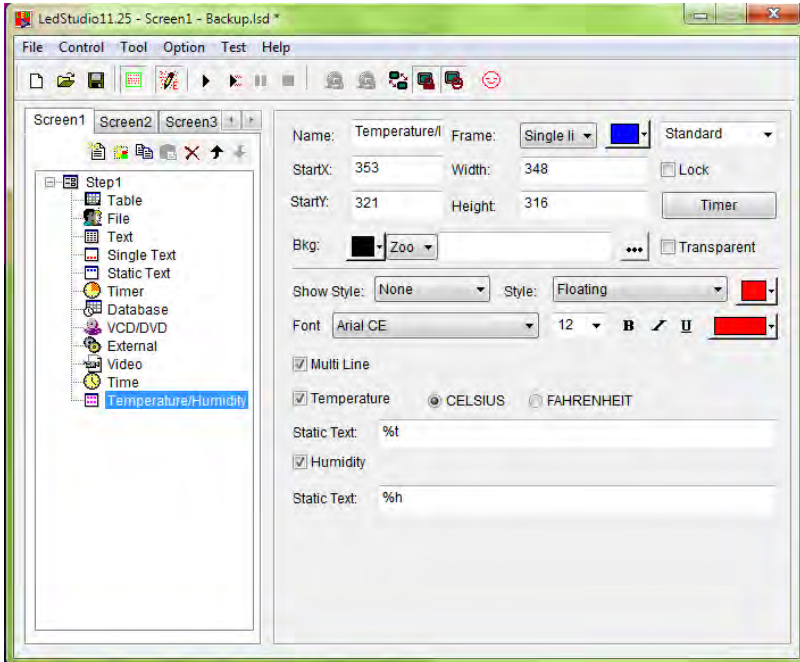 LedStudio11.25 - Screen1 - Backup.lsd *
File Control Tool Option Test Help
Screen1 Screen2 Screen3
Step1
Table
File
Text
Single Text
Static Text
Timer
Database
VCD/DVD
External
Video
Time
Temperature/Humidity
Name: Temperature/I Frame: Single li Standard
StartX: 353 Width: 348 Lock
StartY: 321 Height: 316 Timer
Bkg: Zoo ... Transparent
Show Style: None Style: Floating
Font Arial CE 12 B I U
Multi Line
Temperature CELSIUS FAHRENHEIT
Static Text: %t
Humidity
Static Text: %h